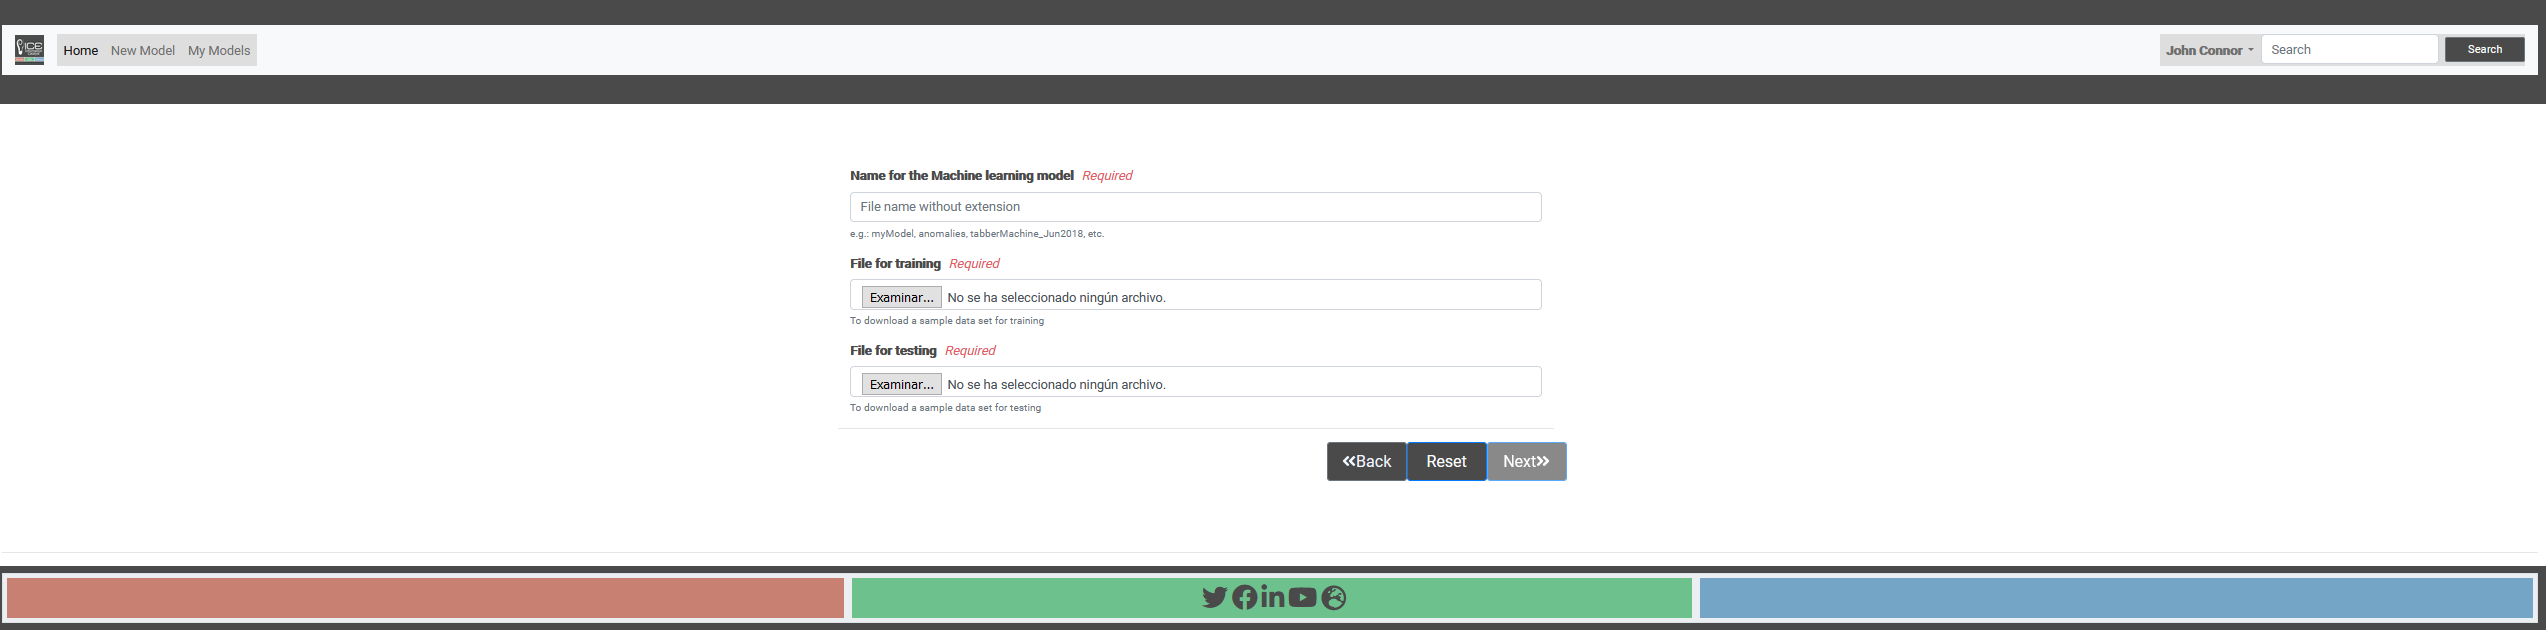 ICE
Home New Model My Models
John Connor Search Search
Name for the Machine learning model Required
File name without extension
e.g.: myModel, anomalies, tabberMachine_Jun2018, etc.
File for training Required
Examinar... No se ha seleccionado ningún archivo.
To download a sample data set for training
File for testing Required
Examinar... No se ha seleccionado ningún archivo.
To download a sample data set for testing
Back Reset Next